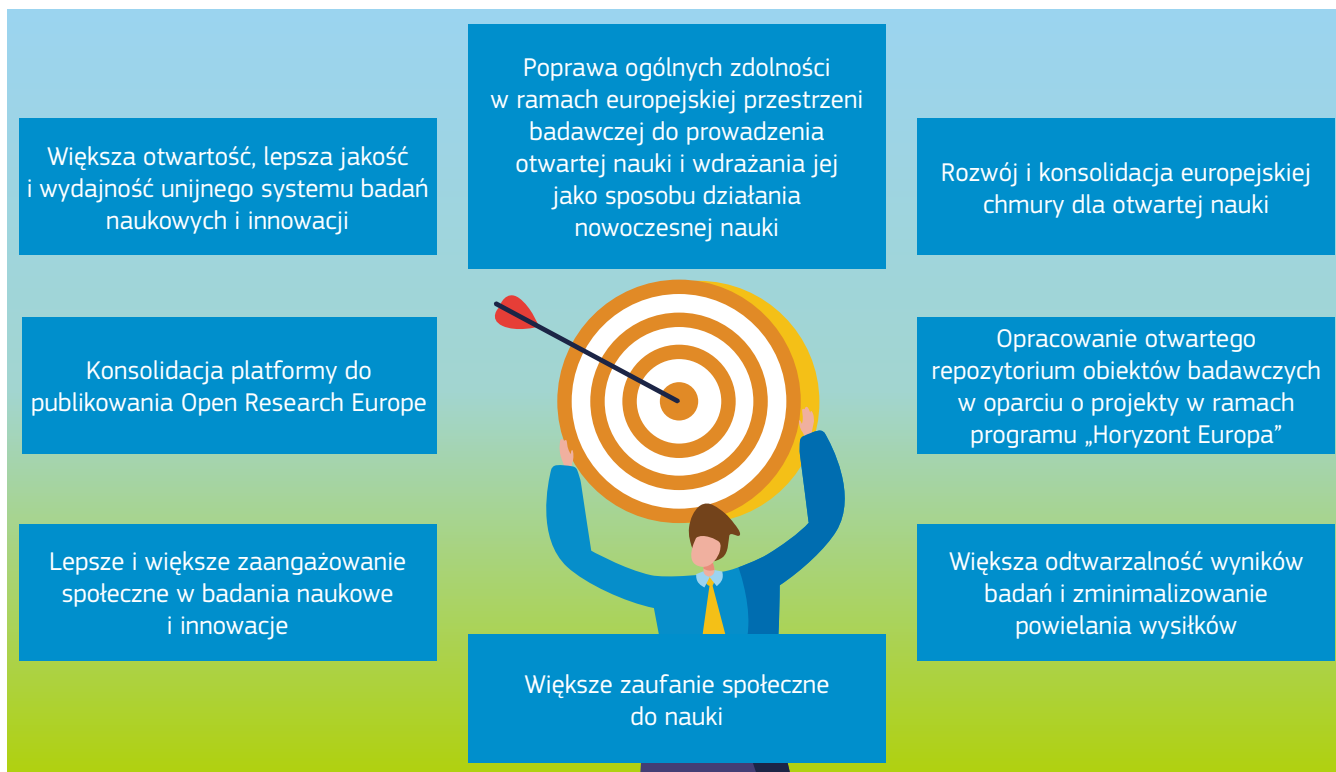 Poprawa ogólnych zdolności
w ramach europejskiej przestrzeni
badawczej do prowadzenia
otwartej nauki i wdrażania jej
jako sposobu działania
nowoczesnej nauki
Większa otwartość, lepsza jakość
i wydajność unijnego systemu badań
naukowych i innowacji
Rozwój i konsolidacja europejskiej
chmury dla otwartej nauki
Konsolidacja platformy do
publikowania Open Research Europe
Opracowanie otwartego
repozytorium obiektów badawczych
w oparciu o projekty w ramach
programu „Horyzont Europa”
Lepsze i większe zaangażowanie
społeczne w badania naukowe
i innowacje
Większa odtwarzalność wyników
badań i zminimalizowanie
powielania wysiłków
Większe zaufanie społeczne
do nauki